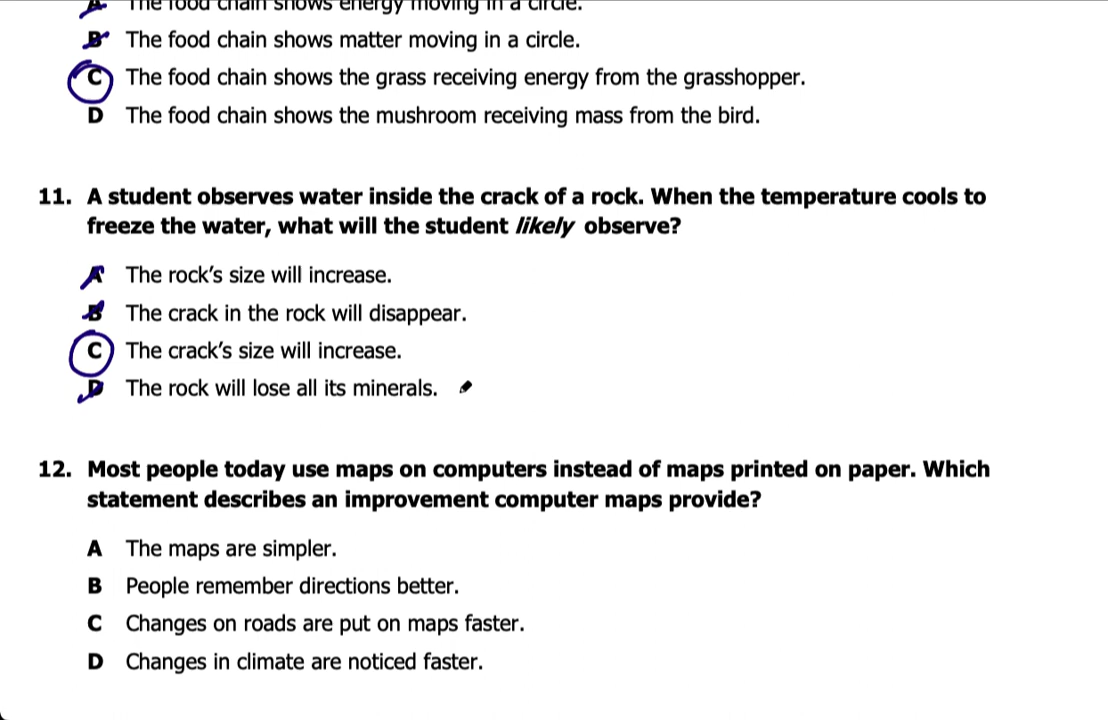 A The food chain shows energy moving in a circle.
B The food chain shows matter moving in a circle.
C The food chain shows the grass receiving energy from the grasshopper.
D The food chain shows the mushroom receiving mass from the bird.
11. A student observes water inside the crack of a rock. When the temperature cools to
freeze the water, what will the student likely observe?
A The rock's size will increase.
B The crack in the rock will disappear.
C The crack's size will increase.
D The rock will lose all its minerals.
12. Most people today use maps on computers instead of maps printed on paper. Which
statement describes an improvement computer maps provide?
A The maps are simpler.
B People remember directions better.
C Changes on roads are put on maps faster.
D Changes in climate are noticed faster.